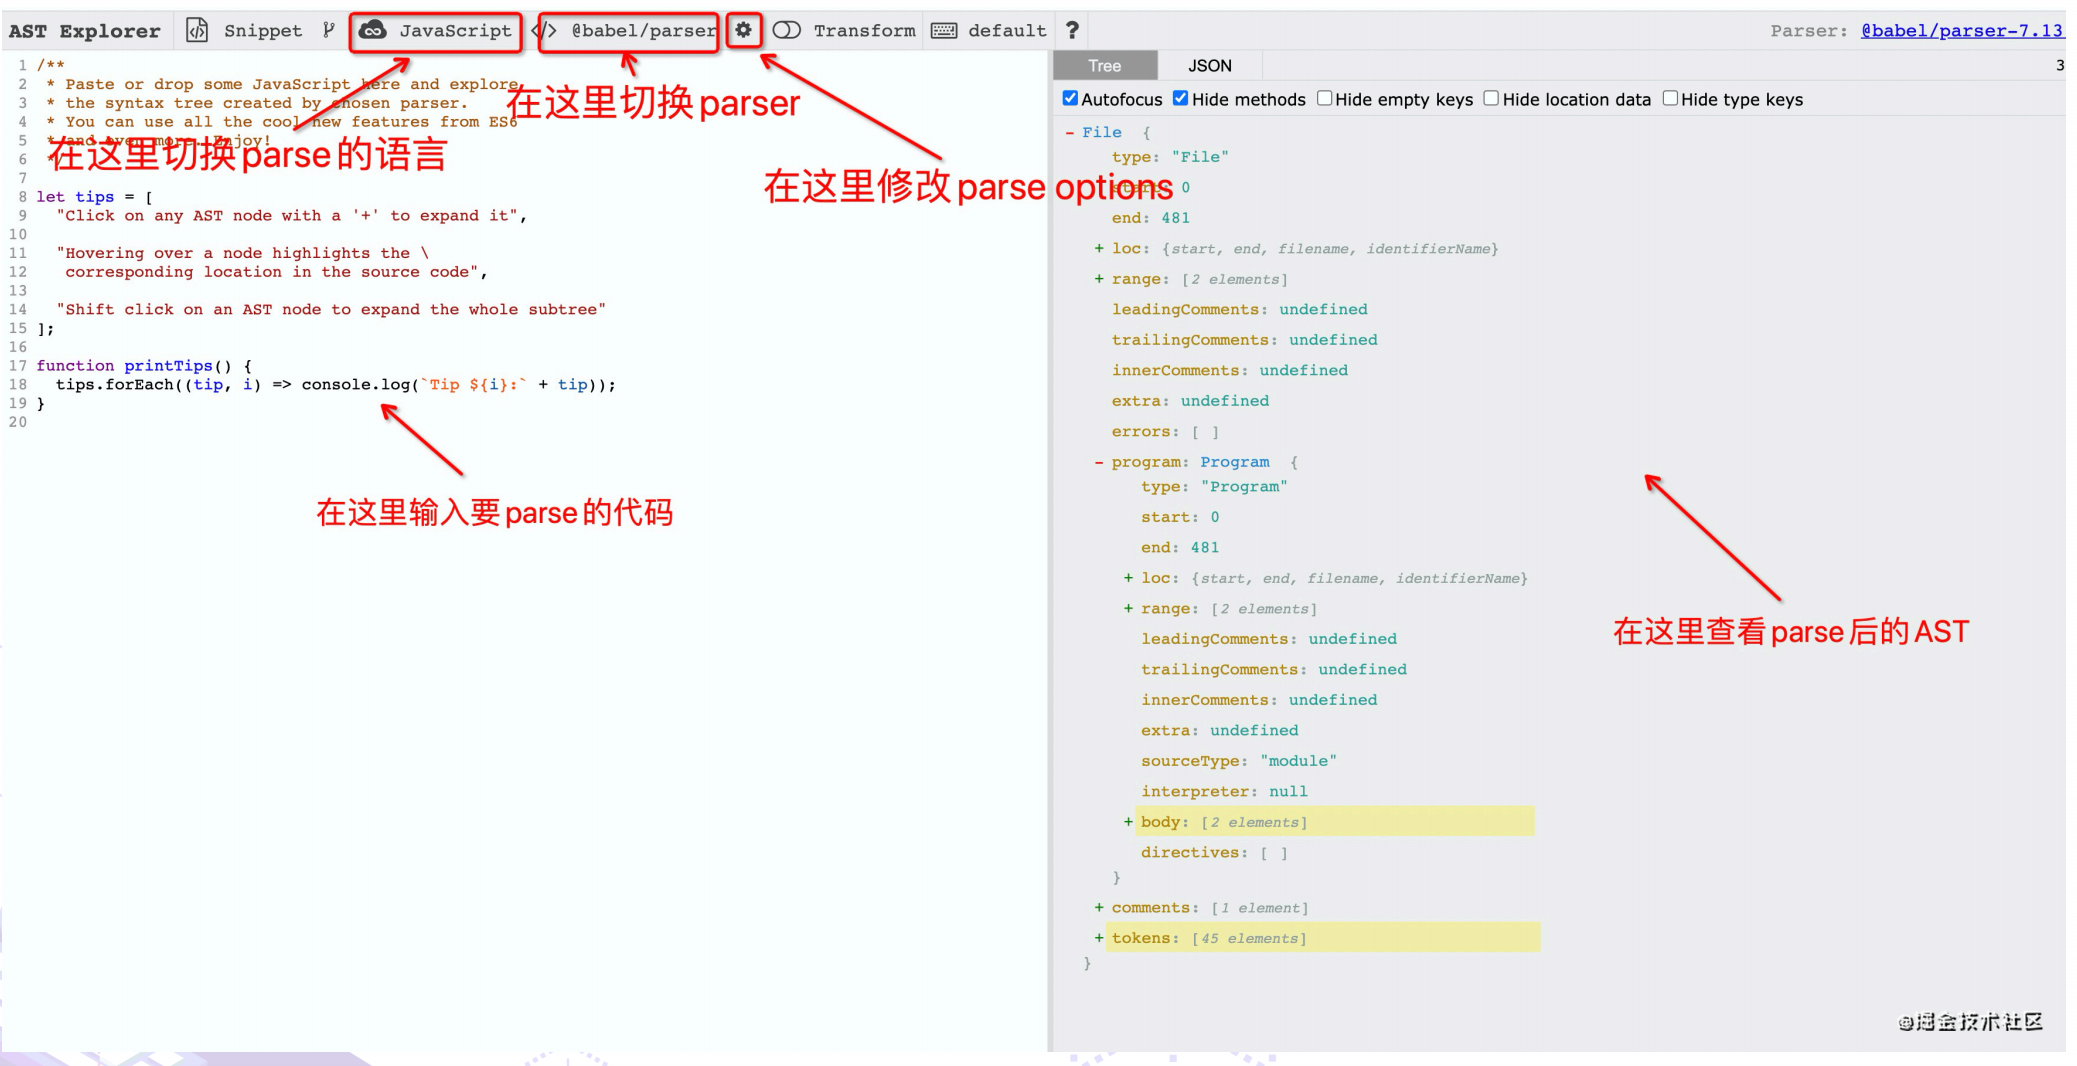 AST Explorer Snippet JavaScript </> @babel/parser Transform default ? Parser: @babel/parser-7.13
Tree JSON 3
Autofocus Hide methods Hide empty keys Hide location data Hide type keys
1 /**
2 * Paste or drop some JavaScript here and explore
3 * the syntax tree created by chosen parser.
4 * You can use all the cool new features from ES6
5 * and even more. Enjoy!
6 */
7
8 let tips = [
9 "Click on any AST node with a '+' to expand it",
10
11 "Hovering over a node highlights the \
12 corresponding location in the source code",
13
14 "Shift click on an AST node to expand the whole subtree"
15 ];
16
17 function printTips() {
18 tips.forEach((tip, i) => console.log(`Tip ${i}:` + tip));
19 }
20
在这里切换parser
在这里切换parse的语言
在这里修改parse options
在这里输入要parse的代码
- File {
type: "File"
start: 0
end: 481
+ loc: {start, end, filename, identifierName}
+ range: [2 elements]
leadingComments: undefined
trailingComments: undefined
innerComments: undefined
extra: undefined
errors: [ ]
- program: Program {
type: "Program"
start: 0
end: 481
+ loc: {start, end, filename, identifierName}
+ range: [2 elements]
leadingComments: undefined
trailingComments: undefined
innerComments: undefined
extra: undefined
sourceType: "module"
interpreter: null
+ body: [2 elements]
directives: [ ]
}
+ comments: [1 element]
+ tokens: [45 elements]
}
在这里查看parse后的AST
@掘金技术社区